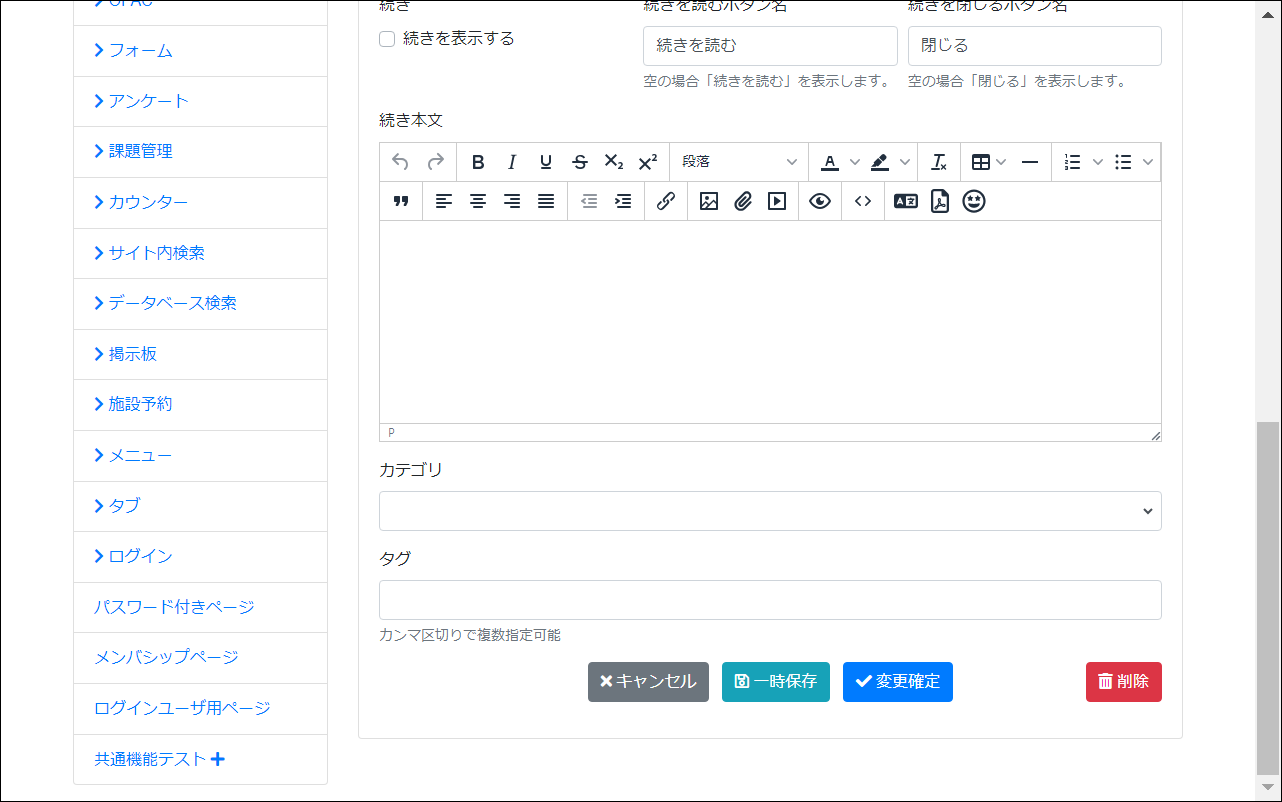 OPAC
フォーム
アンケート
課題管理
カウンター
サイト内検索
データベース検索
掲示板
施設予約
メニュー
タブ
ログイン
パスワード付きページ
メンバシップページ
ログインユーザ用ページ
共通機能テスト
続き
続きを読むボタン名
続きを閉じるボタン名
続きを表示する
続きを読む
閉じる
空の場合「続きを読む」を表示します。
空の場合「閉じる」を表示します。
続き本文
段落
P
カテゴリ
タグ
カンマ区切りで複数指定可能
キャンセル
一時保存
変更確定
削除